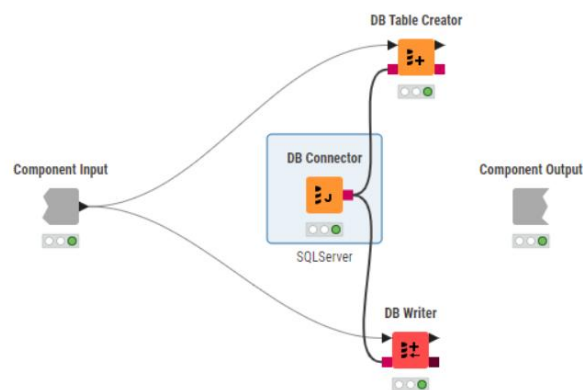 DB Table Creator
DB Connector
Component Input
Component Output
SQLServer
DB Writer